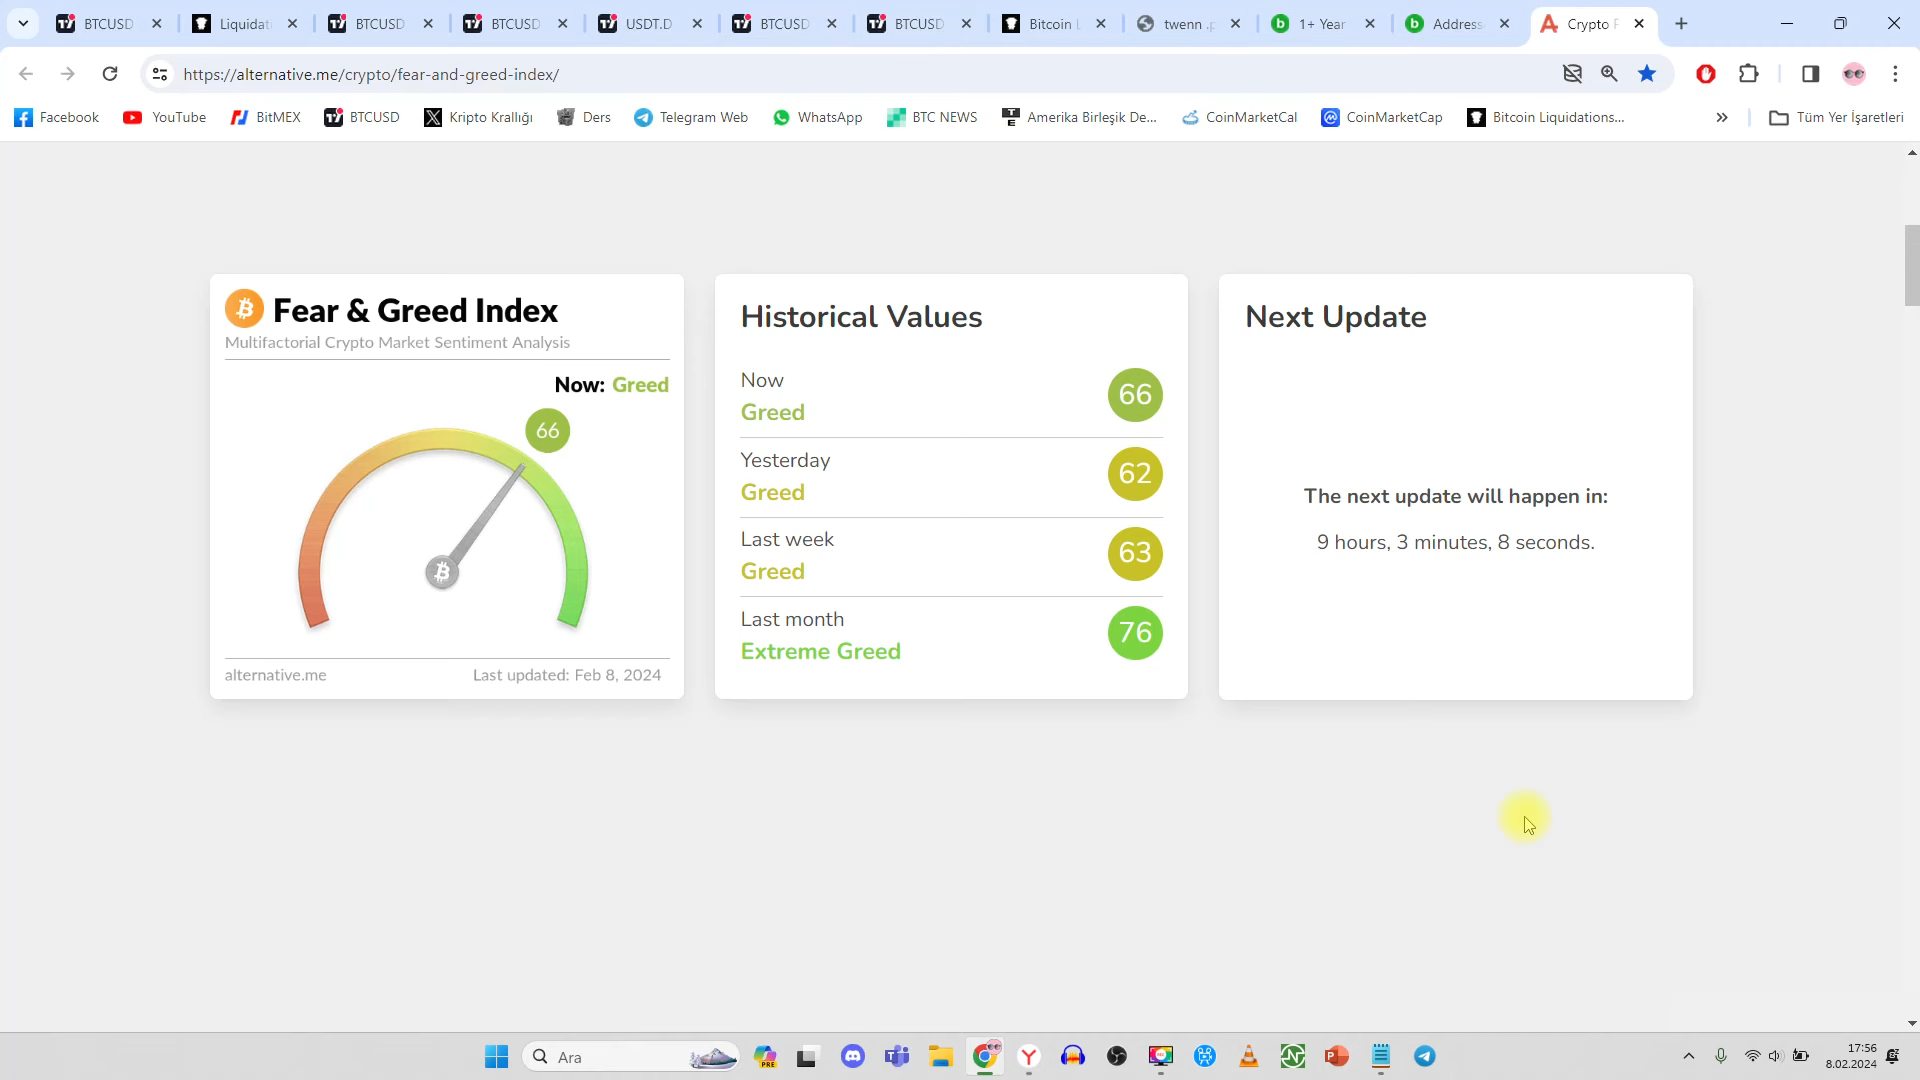 BTCUSD
Liquidat
BTCUSD
BTCUSD
USDT.D
BTCUSD
BTCUSD
Bitcoin L
twenn .p
1+ Year
Address
Crypto F
https://alternative.me/crypto/fear-and-greed-index/
Facebook
YouTube
BitMEX
BTCUSD
Kripto Krallığı
Ders
Telegram Web
WhatsApp
BTC NEWS
Amerika Birleşik De...
CoinMarketCal
CoinMarketCap
Bitcoin Liquidations...
Tüm Yer İşaretleri
Fear & Greed Index
Multifactorial Crypto Market Sentiment Analysis
Now: Greed
66
alternative.me
Last updated: Feb 8, 2024
Historical Values
Now
Greed
66
Yesterday
Greed
62
Last week
Greed
63
Last month
Extreme Greed
76
Next Update
The next update will happen in:
9 hours, 3 minutes, 8 seconds.
Ara
PRE
17:56
8.02.2024